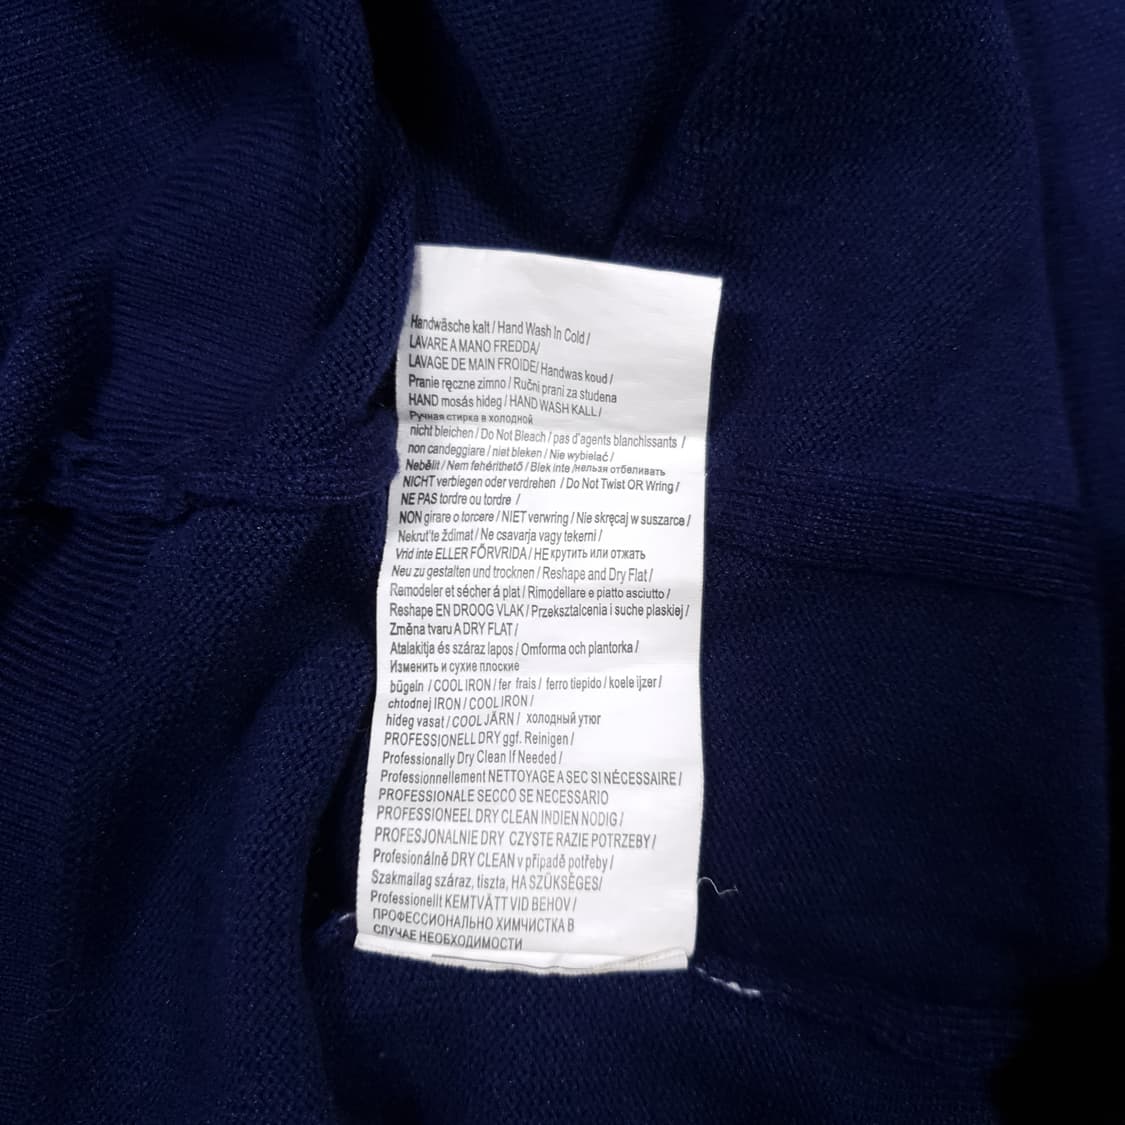 Handwäsche kalt / Hand Wash In Cold /
LAVARE A MANO FREDDA/
LAVAGE DE MAIN FROIDE/ Handwas koud /
Pranie ręczne zimno / Ruční prani za studena
HAND mosás hideg / HAND WASH KALL /
Ручная стирка в холодной
nicht bleichen / Do Not Bleach / pas d'agents blanchissants /
non candeggiare / niet bleken / Nie wybielać /
Nebělit / Nem fehéríthető / Blek inte /нельзя отбеливать
NICHT verbiegen oder verdrehen / Do Not Twist OR Wring /
NE PAS tordre ou tordre /
NON girare o torcere / NIET verwring / Nie skręcaj w suszarce /
Nekrut'te ždimat / Ne csavarja vagy tekerni /
Vrid inte ELLER FÖRVRIDA / НЕ крутить или отжать
Neu zu gestalten und trocknen / Reshape and Dry Flat /
Remodeler et sécher á plat / Rimodellare e piatto asciutto /
Reshape EN DROOG VLAK / Przekształcenia i suche plaskiej /
Změna tvaru A DRY FLAT /
Atalakitja és száraz lapos / Omforma och plantorka /
Изменить и сухие плоские
bügeln / COOL IRON / fer frais / ferro tiepido / koele ijzer /
chtodnej IRON / COOL IRON /
hideg vasat / COOL JÄRN / холодный утюг
PROFESSIONELL DRY ggf. Reinigen /
Professionally Dry Clean If Needed /
Professionnellement NETTOYAGE A SEC SI NÉCESSAIRE /
PROFESSIONALE SECCO SE NECESSARIO
PROFESSIONEEL DRY CLEAN INDIEN NODIG /
PROFESJONALNIE DRY CZYSTE RAZIE POTRZEBY /
Profesionálně DRY CLEAN v případě potřeby /
Szakmailag száraz, tiszta, HA SZÜKSÉGES/
Professionellt KEMTVÄTT VID BEHOV /
ПРОФЕССИОНАЛЬНО ХИМЧИСТКА В
СЛУЧАЕ НЕОБХОДИМОСТИ